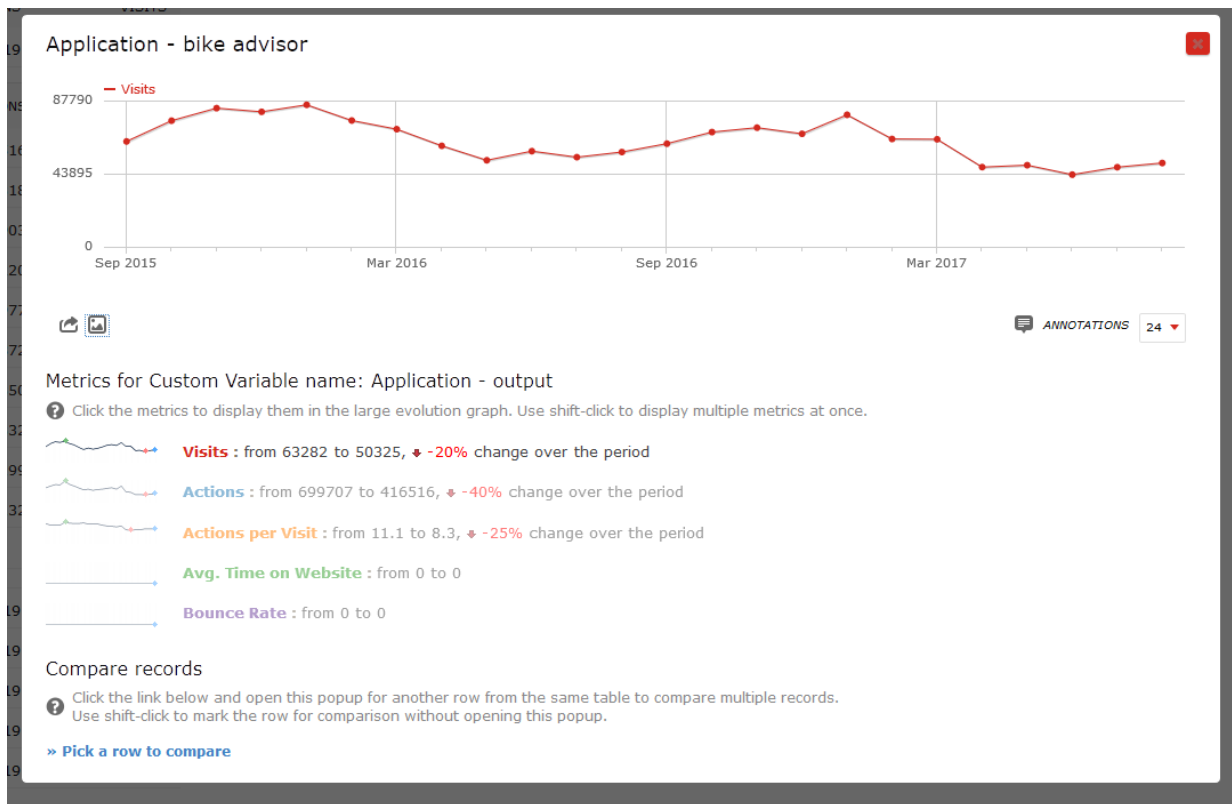 VISITS
Application - bike advisor
Visits
87790
43895
0
Sep 2015
Mar 2016
Sep 2016
Mar 2017
ANNOTATIONS
24
Metrics for Custom Variable name: Application - output
Click the metrics to display them in the large evolution graph. Use shift-click to display multiple metrics at once.
Visits : from 63282 to 50325, -20% change over the period
Actions : from 699707 to 416516, -40% change over the period
Actions per Visit : from 11.1 to 8.3, -25% change over the period
Avg. Time on Website : from 0 to 0
Bounce Rate : from 0 to 0
Compare records
Click the link below and open this popup for another row from the same table to compare multiple records.
Use shift-click to mark the row for comparison without opening this popup.
» Pick a row to compare